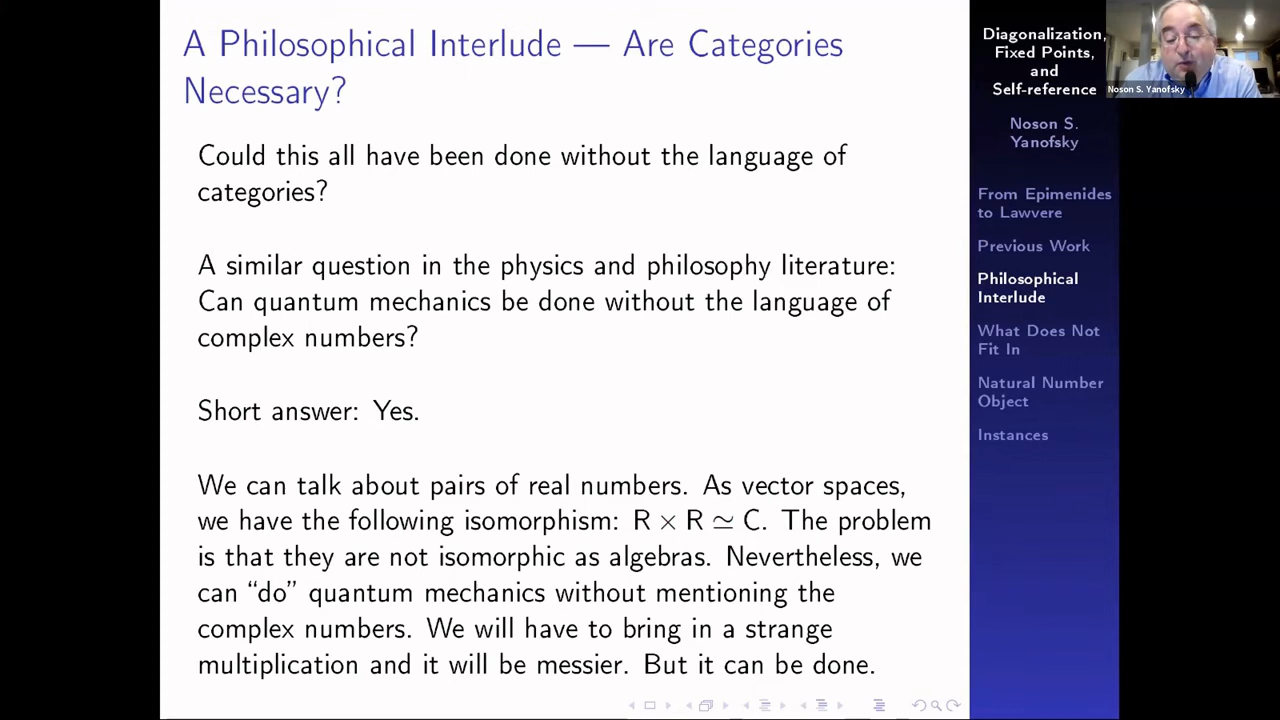 A Philosophical Interlude — Are Categories
Necessary?
Could this all have been done without the language of
categories?
A similar question in the physics and philosophy literature:
Can quantum mechanics be done without the language of
complex numbers?
Short answer: Yes.
We can talk about pairs of real numbers. As vector spaces,
we have the following isomorphism: R × R ≃ C. The problem
is that they are not isomorphic as algebras. Nevertheless, we
can “do” quantum mechanics without mentioning the
complex numbers. We will have to bring in a strange
multiplication and it will be messier. But it can be done.
Diagonalization,
Fixed Points,
and
Self-reference
Noson S.
Yanofsky
From Epimenides
to Lawvere
Previous Work
Philosophical
Interlude
What Does Not
Fit In
Natural Number
Object
Instances
Noson S. Yanofsky